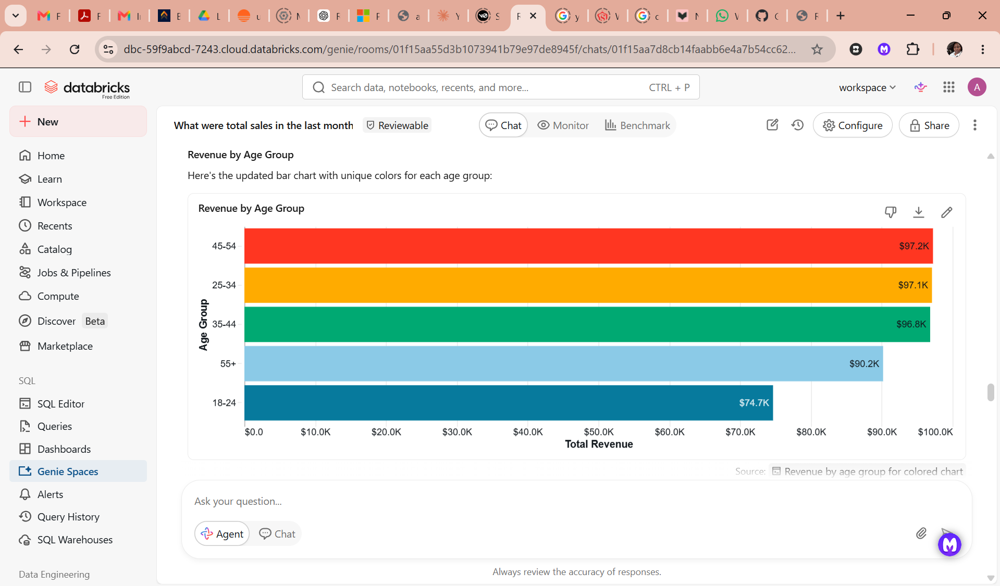 dbc-59f9abcd-7243.cloud.databricks.com/genie/rooms/01f15aa55d3b1073941b79e97de8945f/chats/01f15aa7d8cb14faabb6e4a7b54cc62...
databricks
Free Edition
Search data, notebooks, recents, and more...
CTRL + P
workspace
A
New
Home
Learn
Workspace
Recents
Catalog
Jobs & Pipelines
Compute
Discover Beta
Marketplace
SQL
SQL Editor
Queries
Dashboards
Genie Spaces
Alerts
Query History
SQL Warehouses
Data Engineering
What were total sales in the last month
Reviewable
Chat
Monitor
Benchmark
Configure
Share
Revenue by Age Group
Here's the updated bar chart with unique colors for each age group:
Revenue by Age Group
Age Group
45-54 $97.2K
25-34 $97.1K
35-44 $96.8K
55+ $90.2K
18-24 $74.7K
$0.0 $10.0K $20.0K $30.0K $40.0K $50.0K $60.0K $70.0K $80.0K $90.0K $100.0K
Total Revenue
Source: Revenue by age group for colored chart
Ask your question...
Agent
Chat
Always review the accuracy of responses.